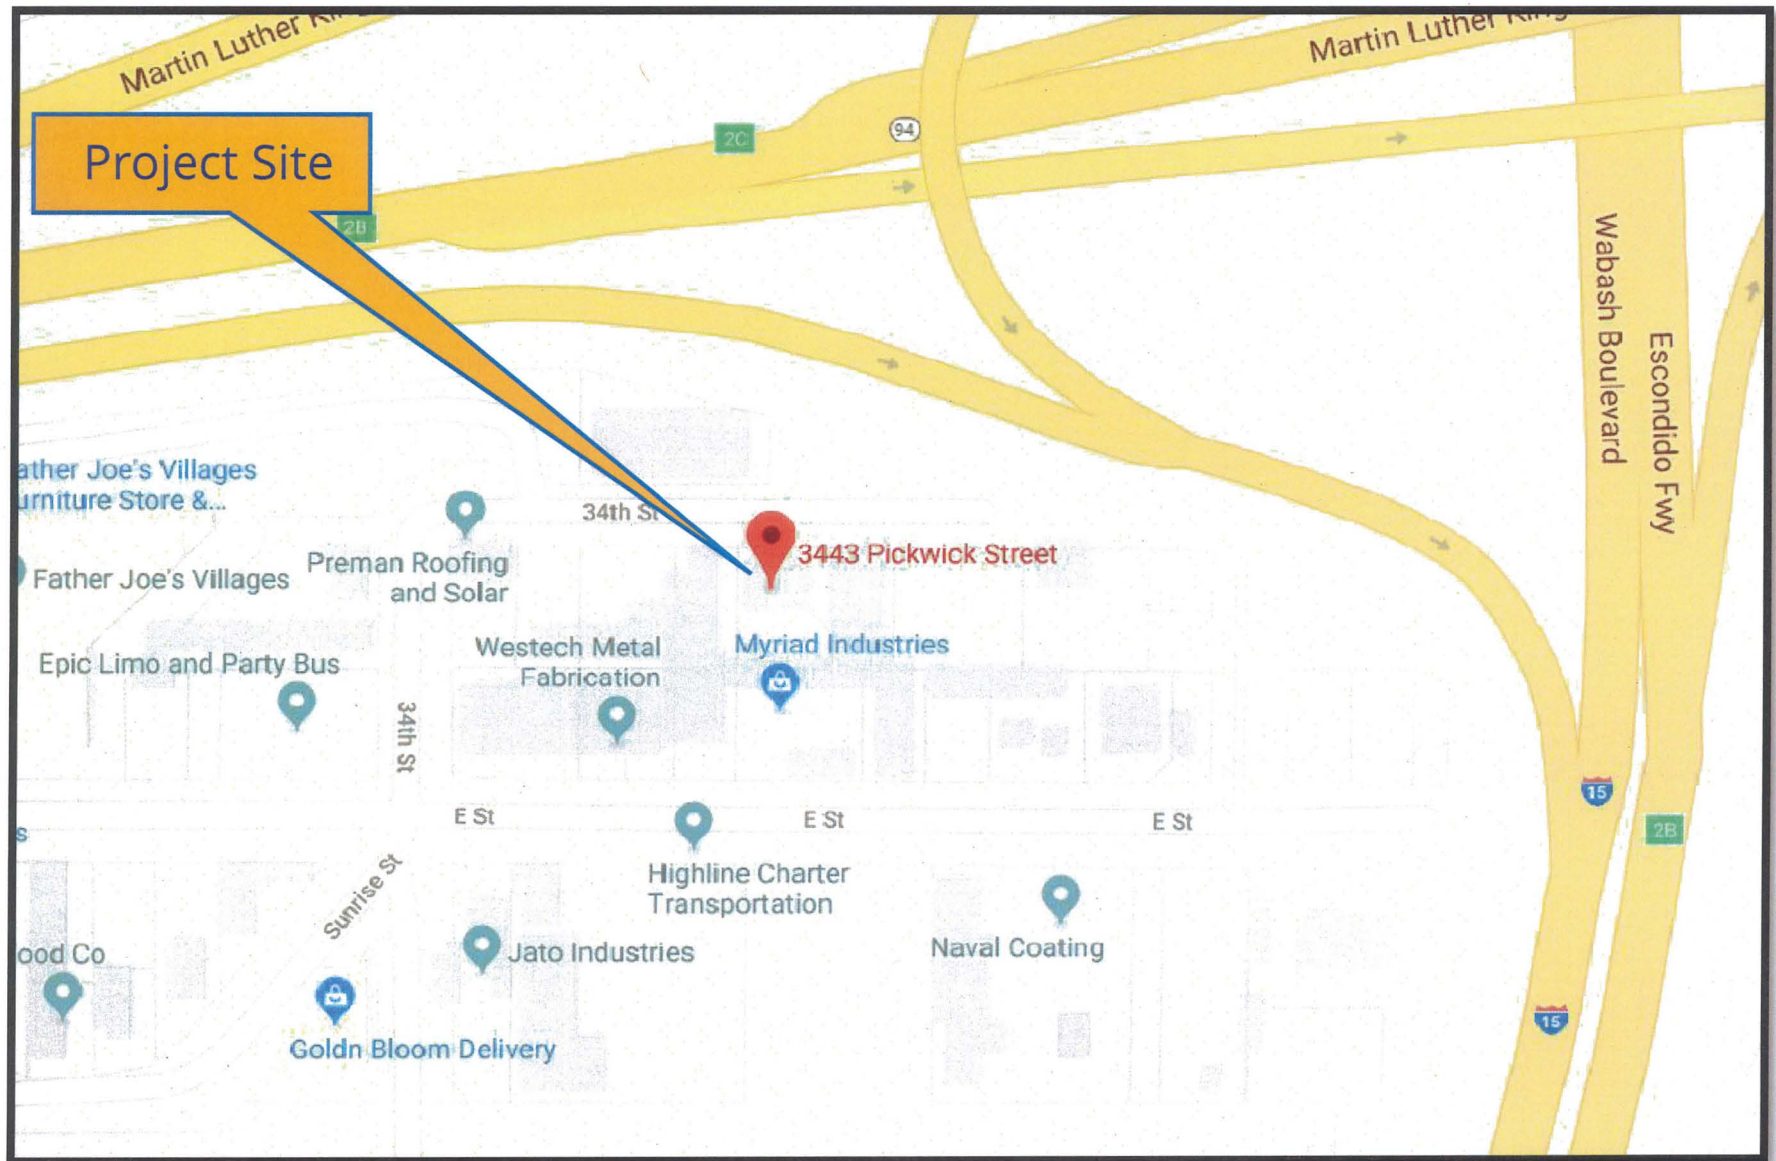 Martin Luther King
Martin Luther King
Project Site
2C
94
2B
Wabash Boulevard
Escondido Fwy
ather Joe's Villages
urniture Store &...
34th St
3443 Pickwick Street
Preman Roofing
and Solar
Father Joe's Villages
Westech Metal
Fabrication
Myriad Industries
Epic Limo and Party Bus
34th St
15
E St
E St
E St
2B
s
Highline Charter
Transportation
Sunrise St
Jato Industries
Naval Coating
ood Co
15
Goldn Bloom Delivery